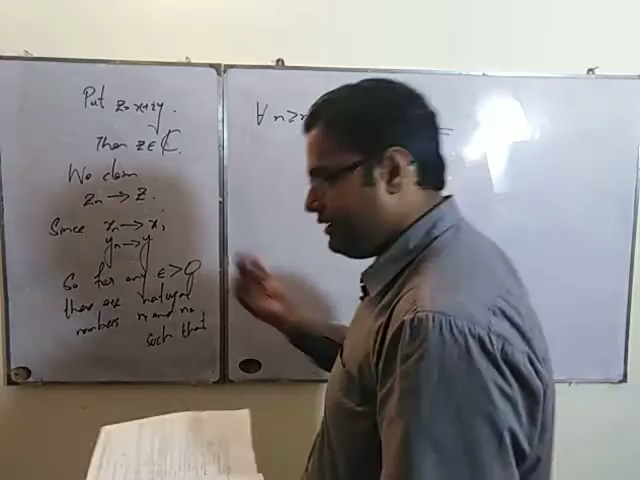 Put z = x+iy.
Then z ∈ ℂ.
We claim
zₙ → z.
Since xₙ → x,
yₙ → y
So for any ε > 0
there are natural
numbers n₁ and n₂
such that
∀ n ≥